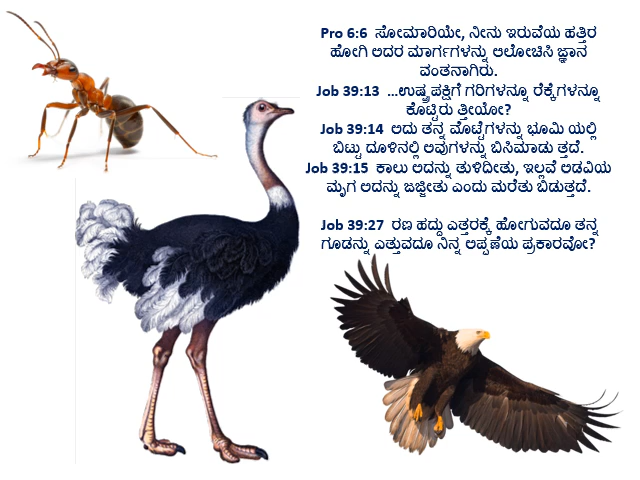 Pro 6:6 ಸೋಮಾರಿಯೇ, ನೀನು ಇರುವೆಯ ಹತ್ತಿರ
ಹೋಗಿ ಅದರ ಮಾರ್ಗಗಳನ್ನು ಆಲೋಚಿಸಿ ಜ್ಞಾನ
ವಂತನಾಗಿರು.
Job 39:13 ...ಉಷ್ಟ್ರಪಕ್ಷಿಗೆ ಗರಿಗಳನ್ನೂ ರೆಕ್ಕೆಗಳನ್ನೂ
ಕೊಟ್ಟಿರು ತ್ತೀಯೋ?
Job 39:14 ಅದು ತನ್ನ ಮೊಟ್ಟೆಗಳನ್ನು ಭೂಮಿ ಯಲ್ಲಿ
ಬಿಟ್ಟು ದೂಳಿನಲ್ಲಿ ಅವುಗಳನ್ನು ಬಿಸಿಮಾಡು ತ್ತದೆ.
Job 39:15 ಕಾಲು ಅದನ್ನು ತುಳಿದೀತು, ಇಲ್ಲವೆ ಅಡವಿಯ
ಮೃಗ ಅದನ್ನು ಜಜ್ಜೀತು ಎಂದು ಮರೆತು ಬಿಡುತ್ತದೆ.
Job 39:27 ರಣ ಹದ್ದು ಎತ್ತರಕ್ಕೆ ಹೋಗುವದೂ ತನ್ನ
ಗೂಡನ್ನು ಎತ್ತುವದೂ ನಿನ್ನ ಅಪ್ಪಣೆಯ ಪ್ರಕಾರವೋ?